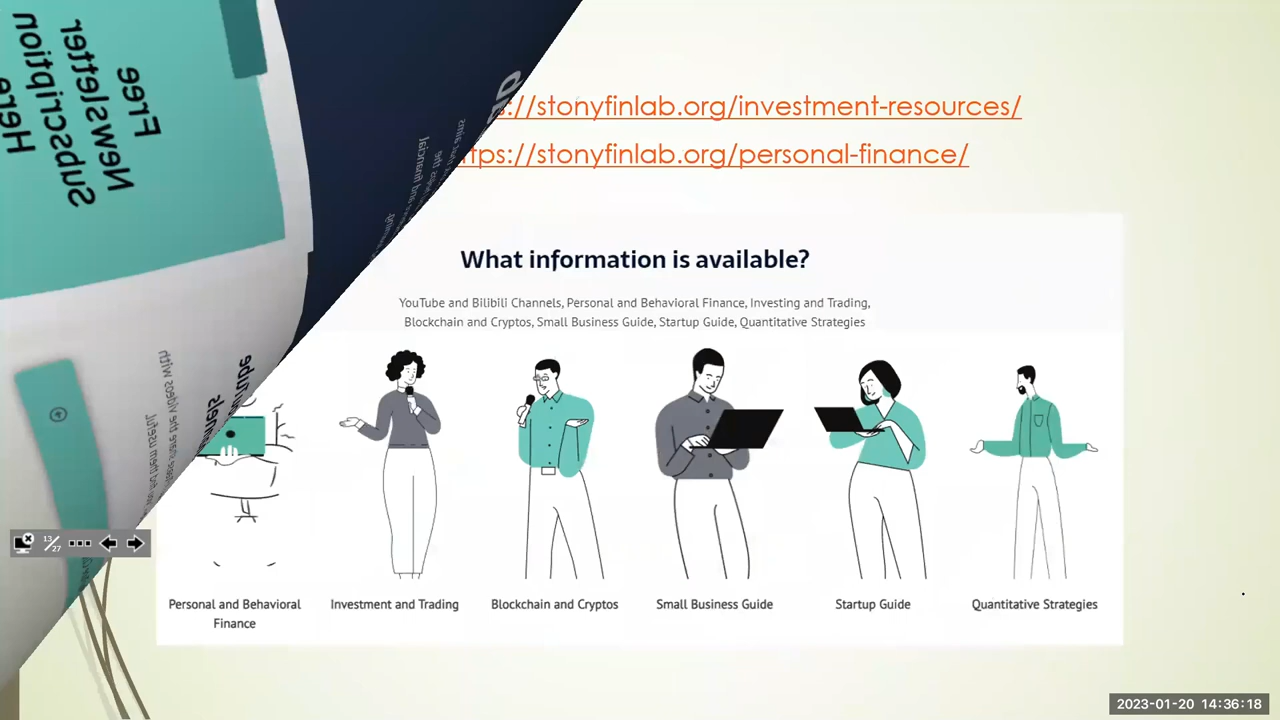 ://stonyfinlab.org/investment-resources/
ttps://stonyfinlab.org/personal-finance/
What information is available?
YouTube and Bilibili Channels, Personal and Behavioral Finance, Investing and Trading,
Blockchain and Cryptos, Small Business Guide, Startup Guide, Quantitative Strategies
Personal and Behavioral
Finance
Investment and Trading
Blockchain and Cryptos
Small Business Guide
Startup Guide
Quantitative Strategies
Free
Newsletter
Subscription
Here
13/27
2023-01-20 14:36:18